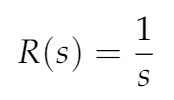 R(s) = 1/s